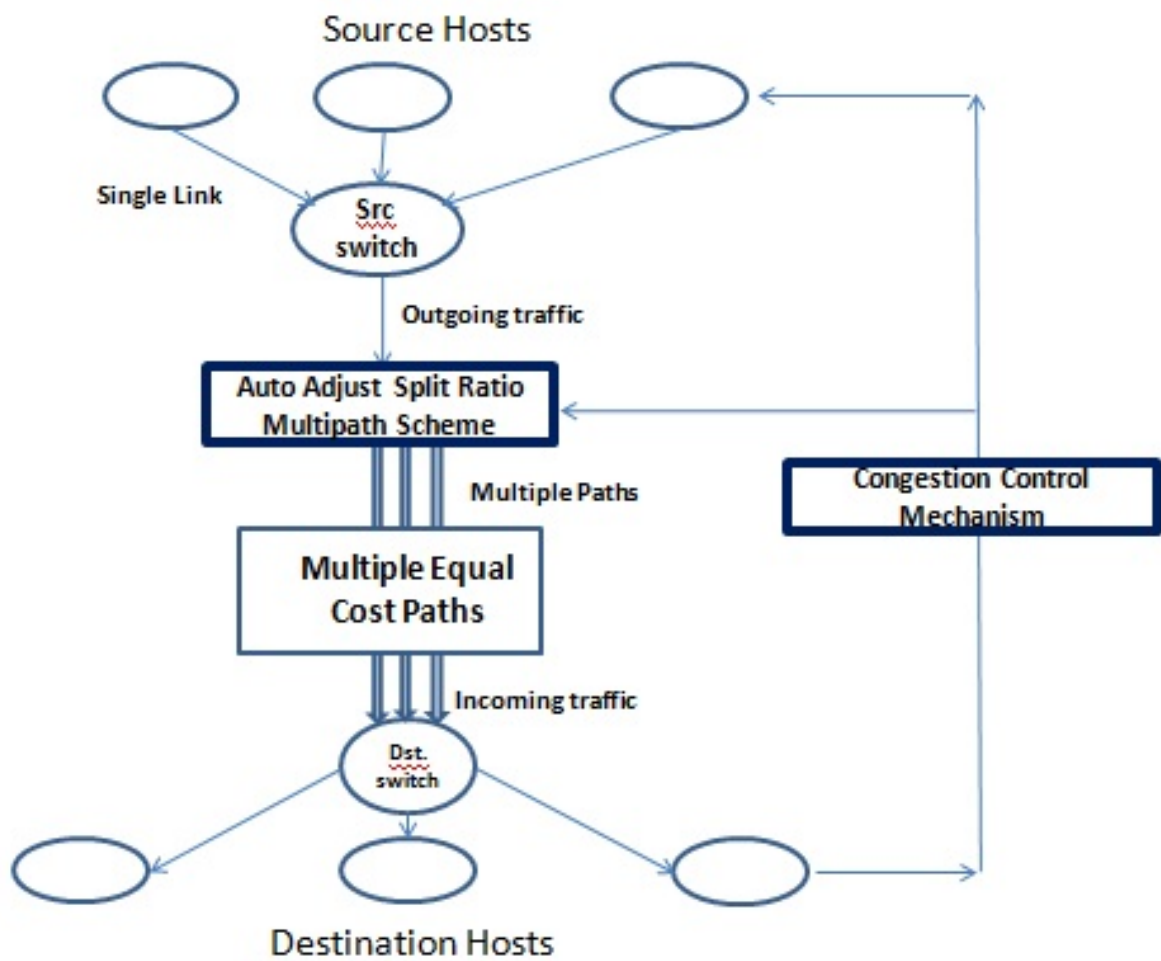 Source Hosts
Single Link
Src
switch
Outgoing traffic
Auto Adjust Split Ratio
Multipath Scheme
Multiple Paths
Congestion Control
Mechanism
Multiple Equal
Cost Paths
Incoming traffic
Dst.
switch
Destination Hosts